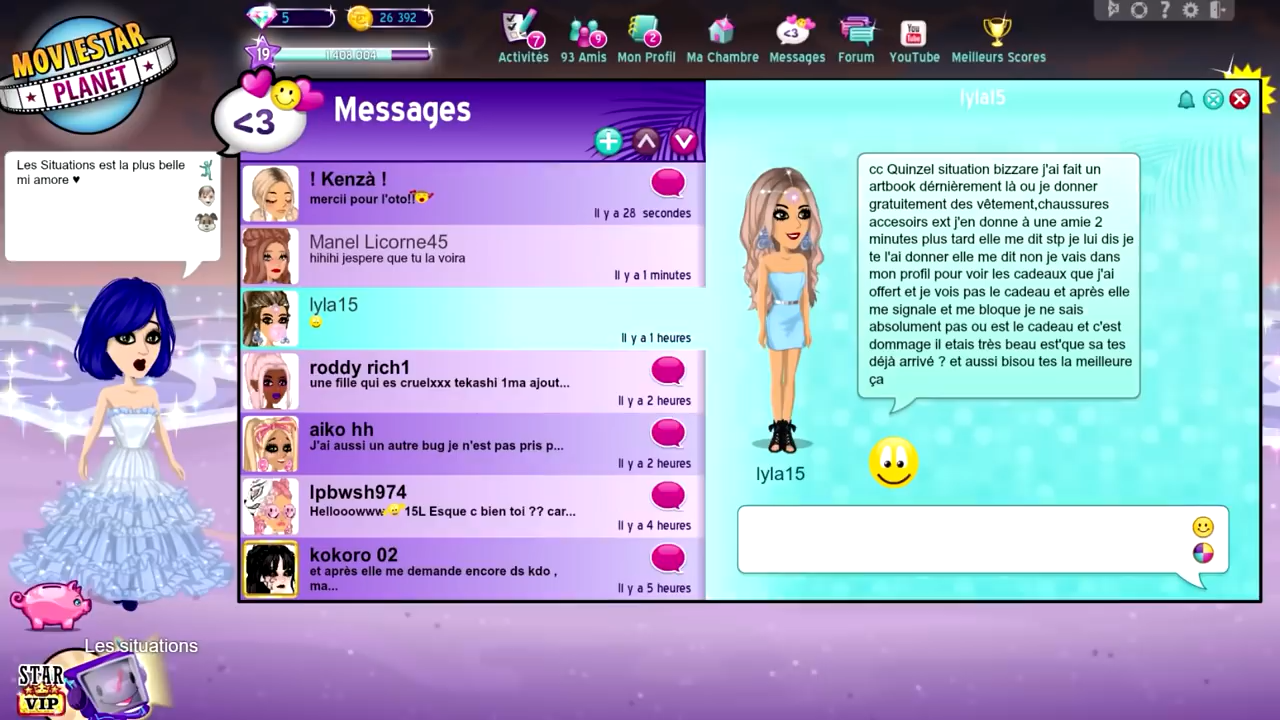 MOVIESTAR
PLANET
5
26 392
19
1 408 004
7
Activités
9
93 Amis
2
Mon Profil
Ma Chambre
<3
Messages
Forum
You
Tube
YouTube
Meilleurs Scores
<3
Messages
lyla15
Les Situations est la plus belle
mi amore ♥
! Kenzà !
mercii pour l'oto!!
Il y a 28 secondes
Manel Licorne45
hihihi jespere que tu la voira
Il y a 1 minutes
lyla15
Il y a 1 heures
roddy rich1
une fille qui es cruelxxx tekashi 1ma ajout...
Il y a 2 heures
aiko hh
J'ai aussi un autre bug je n'est pas pris p...
Il y a 2 heures
lpbwsh974
Hellooowww 15L Esque c bien toi ?? car...
Il y a 4 heures
kokoro 02
et après elle me demande encore ds kdo ,
ma...
Il y a 5 heures
cc Quinzel situation bizzare j'ai fait un
artbook dérnièrement là ou je donner
gratuitement des vêtement,chaussures
accesoirs ext j'en donne à une amie 2
minutes plus tard elle me dit stp je lui dis je
te l'ai donner elle me dit non je vais dans
mon profil pour voir les cadeaux que j'ai
offert et je vois pas le cadeau et après elle
me signale et me bloque je ne sais
absolument pas ou est le cadeau et c'est
dommage il etais très beau est'que sa tes
déjà arrivé ? et aussi bisou tes la meilleure
ça
lyla15
Les situations
STAR
VIP